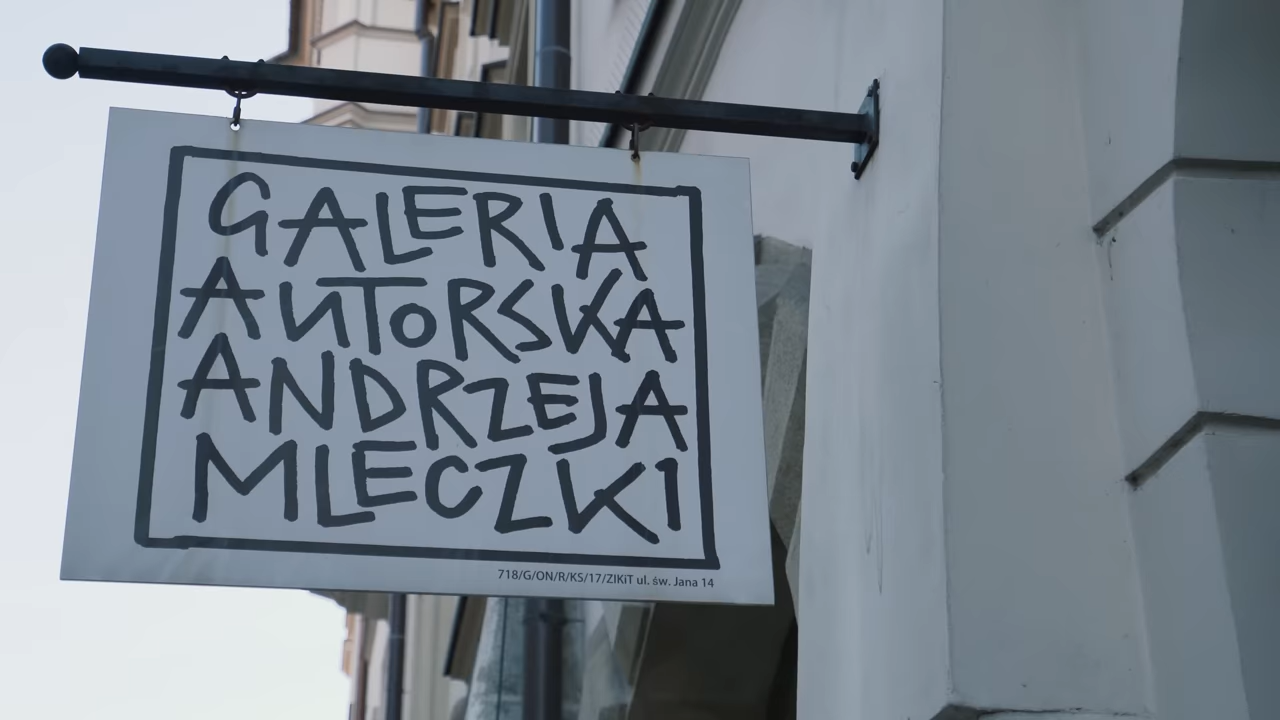 GALERIA
AUTORSKA
ANDRZEJA
MLECZKI
718/G/ON/R/KS/17/ZIKiT ul. św. Jana 14